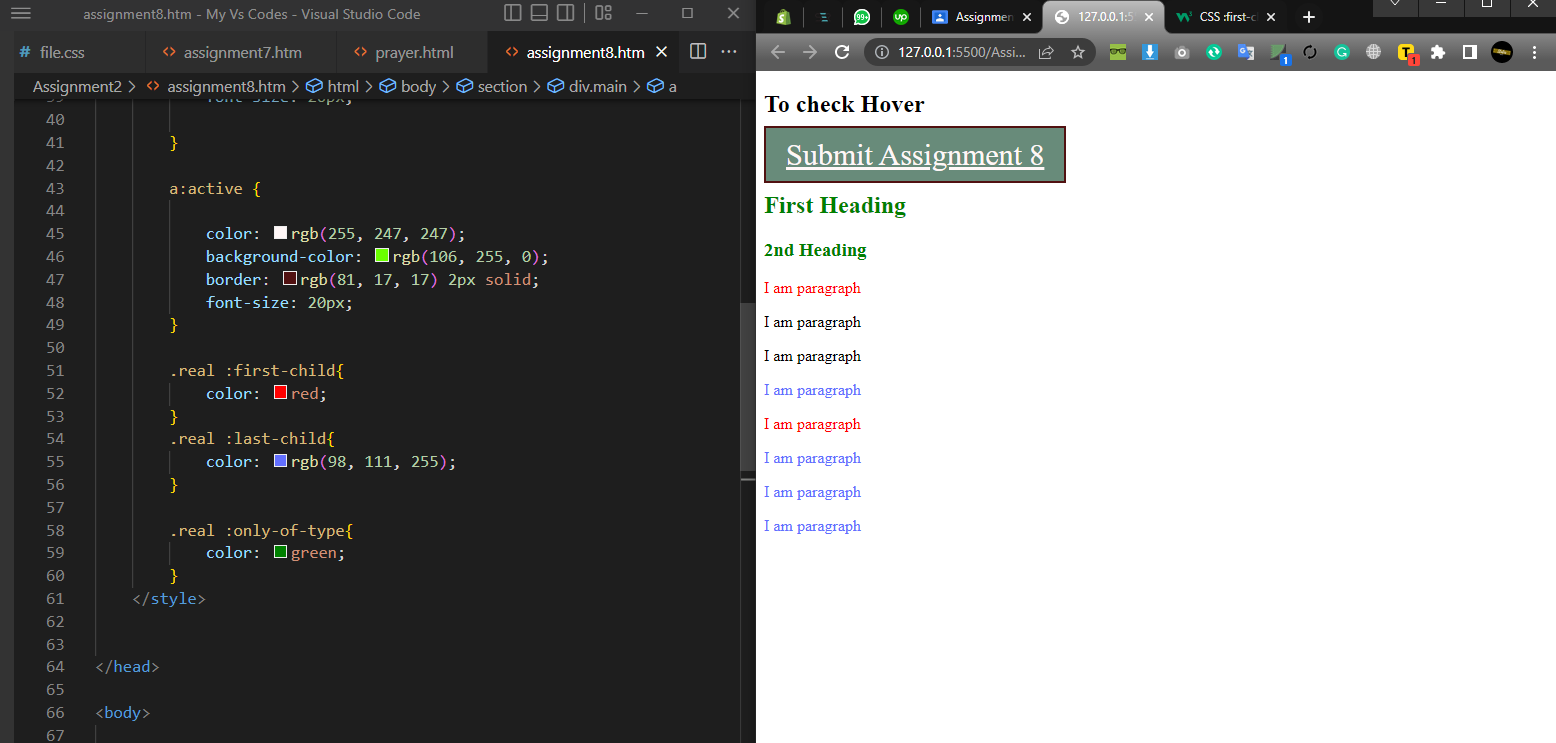 assignment8.htm - My Vs Codes - Visual Studio Code
# file.css
<> assignment7.htm
<> prayer.html
<> assignment8.htm
Assignment2 > <> assignment8.htm > html > body > section > div.main > a
39 font-size: 20px;
40
41 }
42
43 a:active {
44
45 color: rgb(255, 247, 247);
46 background-color: rgb(106, 255, 0);
47 border: rgb(81, 17, 17) 2px solid;
48 font-size: 20px;
49 }
50
51 .real :first-child{
52 color: red;
53 }
54 .real :last-child{
55 color: rgb(98, 111, 255);
56 }
57
58 .real :only-of-type{
59 color: green;
60 }
61 </style>
62
63
64 </head>
65
66 <body>
67
99+
up
Assignmen
127.0.0.1:5
CSS :first-c
127.0.0.1:5500/Assi...
1
G
T
1
To check Hover
Submit Assignment 8
First Heading
2nd Heading
I am paragraph
I am paragraph
I am paragraph
I am paragraph
I am paragraph
I am paragraph
I am paragraph
I am paragraph